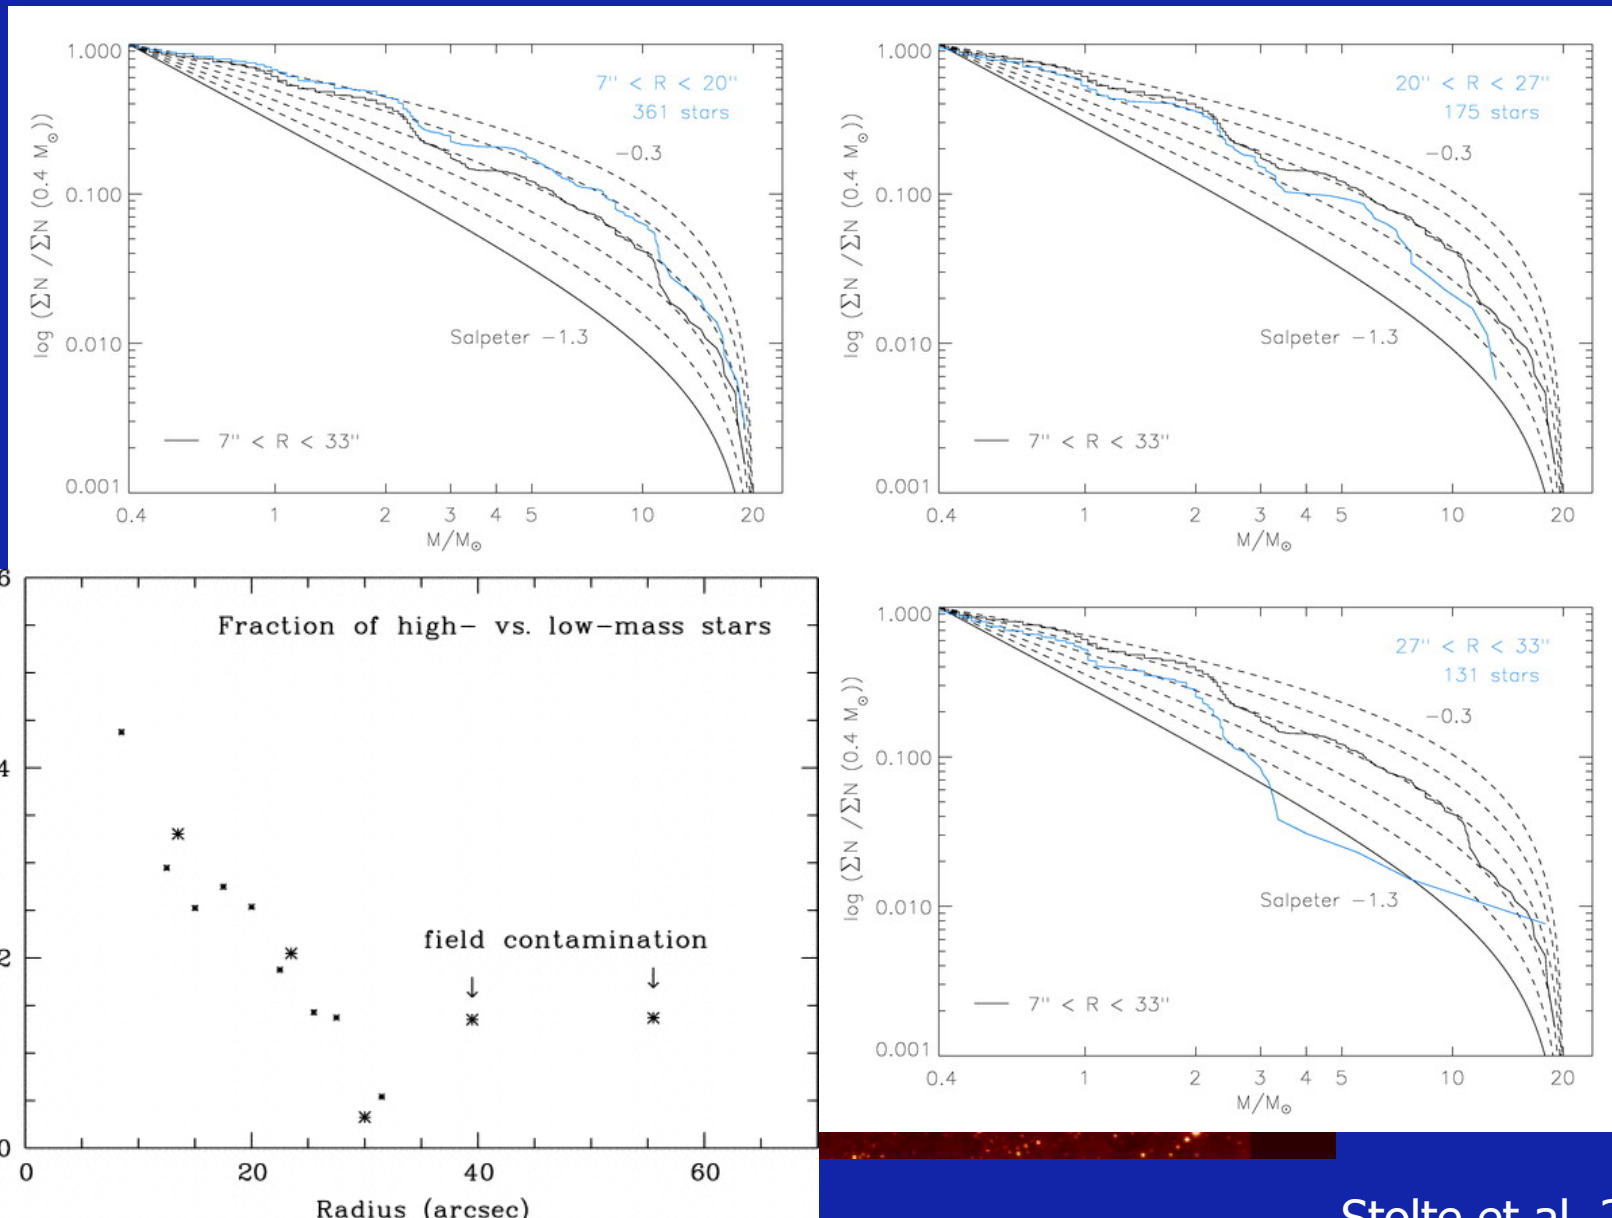 1.000
0.100
0.010
0.001
log (ΣN /ΣN (0.4 M⊙))
7" < R < 20"
361 stars
−0.3
Salpeter −1.3
7" < R < 33"
0.4 1 2 3 4 5 10 20
M/M⊙
1.000
0.100
0.010
0.001
log (ΣN /ΣN (0.4 M⊙))
20" < R < 27"
175 stars
−0.3
Salpeter −1.3
7" < R < 33"
0.4 1 2 3 4 5 10 20
M/M⊙
6
4
2
0
Fraction of high− vs. low−mass stars
field contamination
0 20 40 60
Radius (arcsec)
1.000
0.100
0.010
0.001
log (ΣN /ΣN (0.4 M⊙))
27" < R < 33"
131 stars
−0.3
Salpeter −1.3
7" < R < 33"
0.4 1 2 3 4 5 10 20
M/M⊙
Stolte et al.